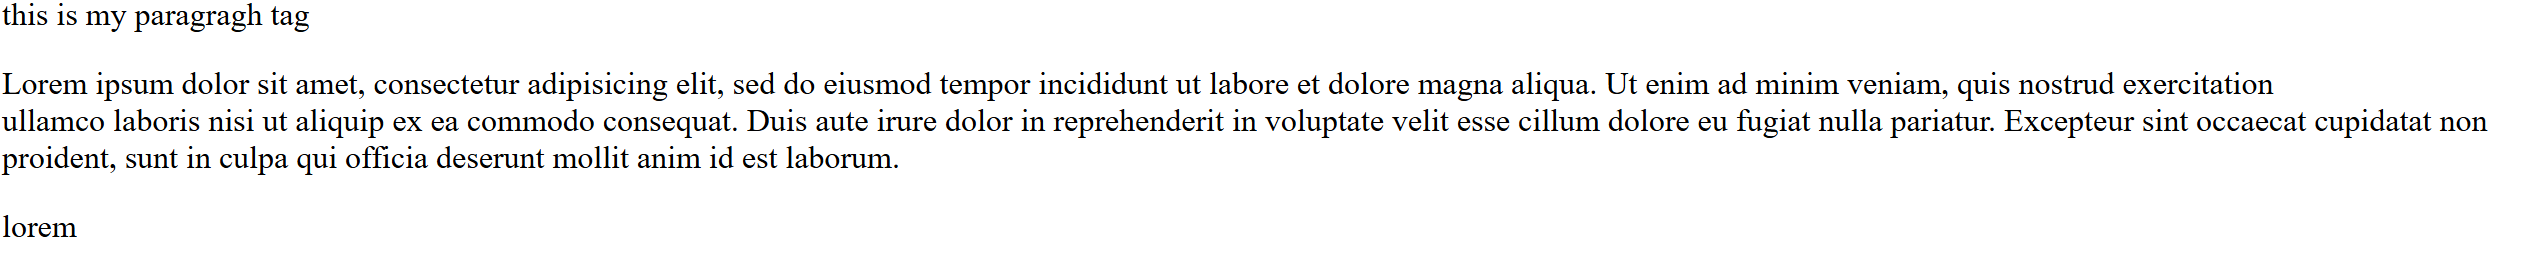 this is my paragragh tag
Lorem ipsum dolor sit amet, consectetur adipisicing elit, sed do eiusmod tempor incididunt ut labore et dolore magna aliqua. Ut enim ad minim veniam, quis nostrud exercitation
ullamco laboris nisi ut aliquip ex ea commodo consequat. Duis aute irure dolor in reprehenderit in voluptate velit esse cillum dolore eu fugiat nulla pariatur. Excepteur sint occaecat cupidatat non
proident, sunt in culpa qui officia deserunt mollit anim id est laborum.
lorem